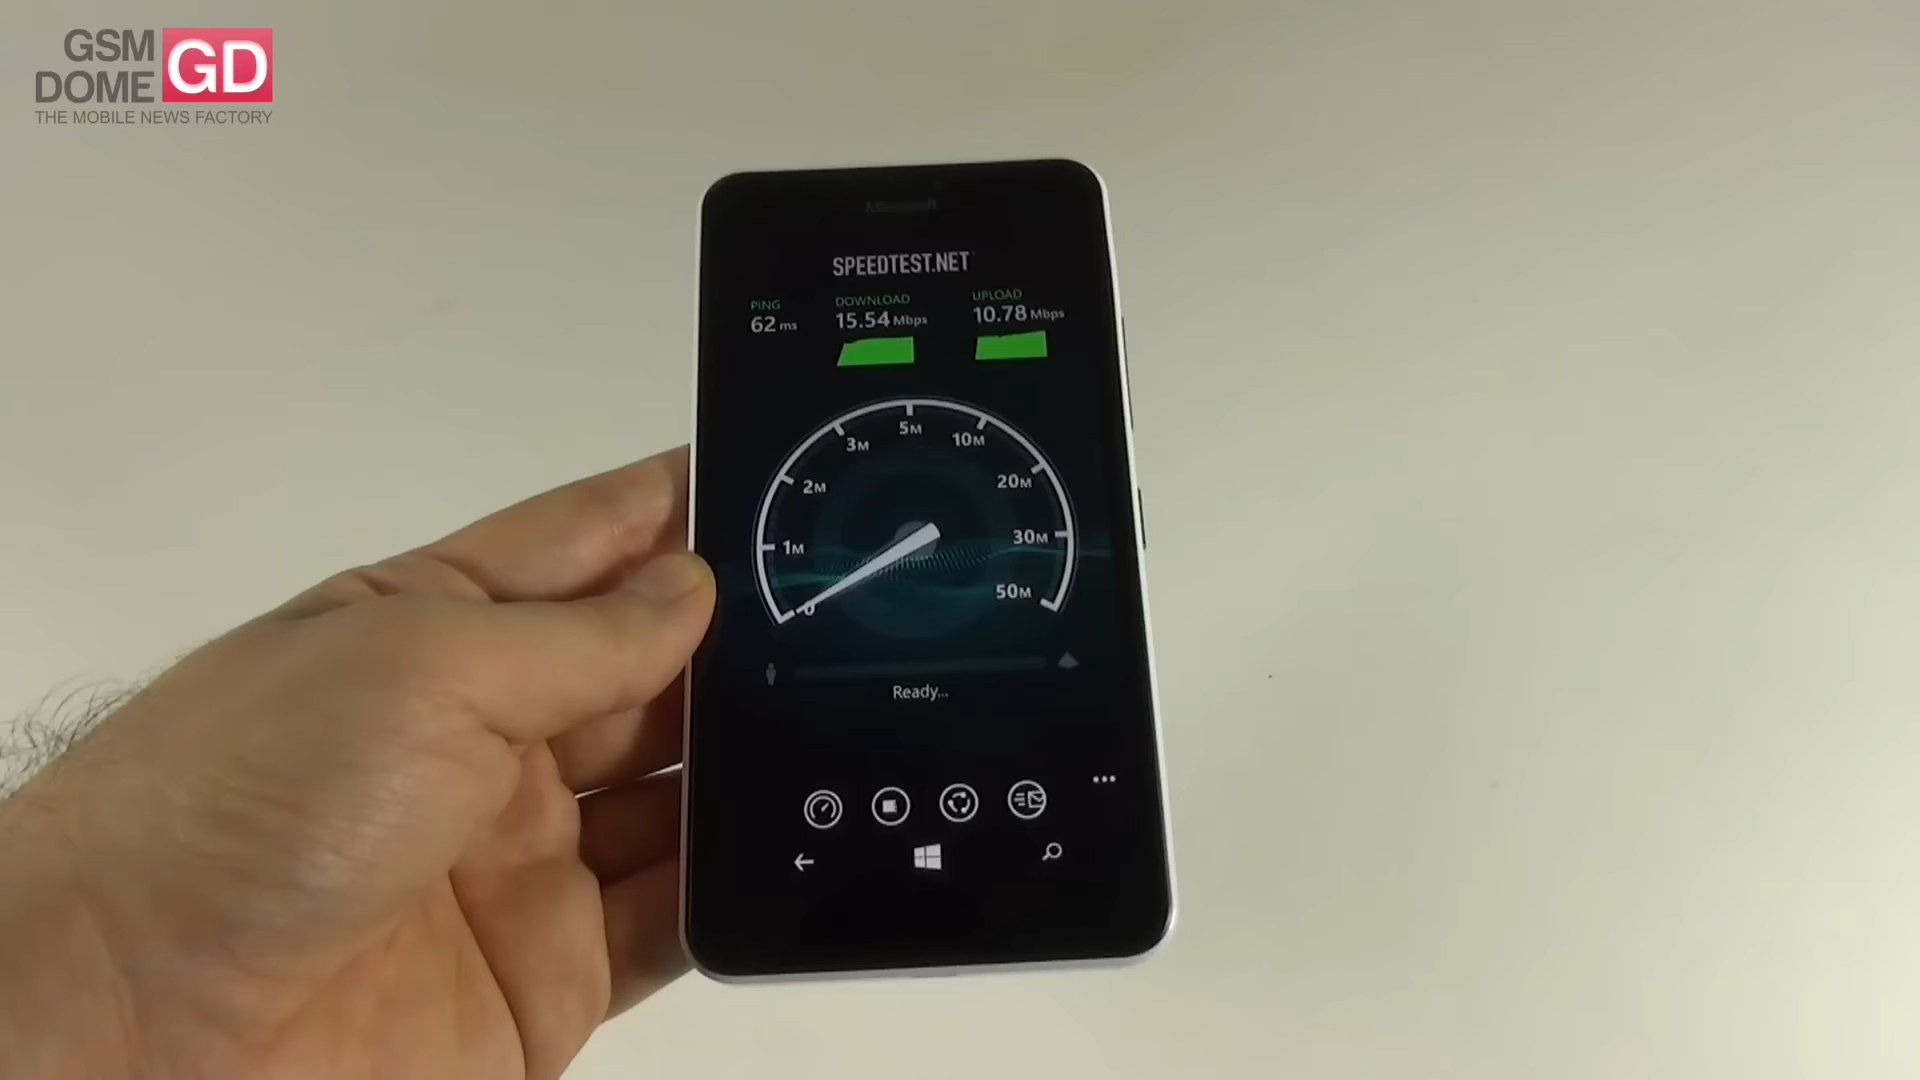 GSM
DOME
GD
THE MOBILE NEWS FACTORY
Microsoft
SPEEDTEST.NET
PING
62 ms
DOWNLOAD
15.54 Mbps
UPLOAD
10.78 Mbps
0
1M
2M
3M
5M
10M
20M
30M
50M
Ready...